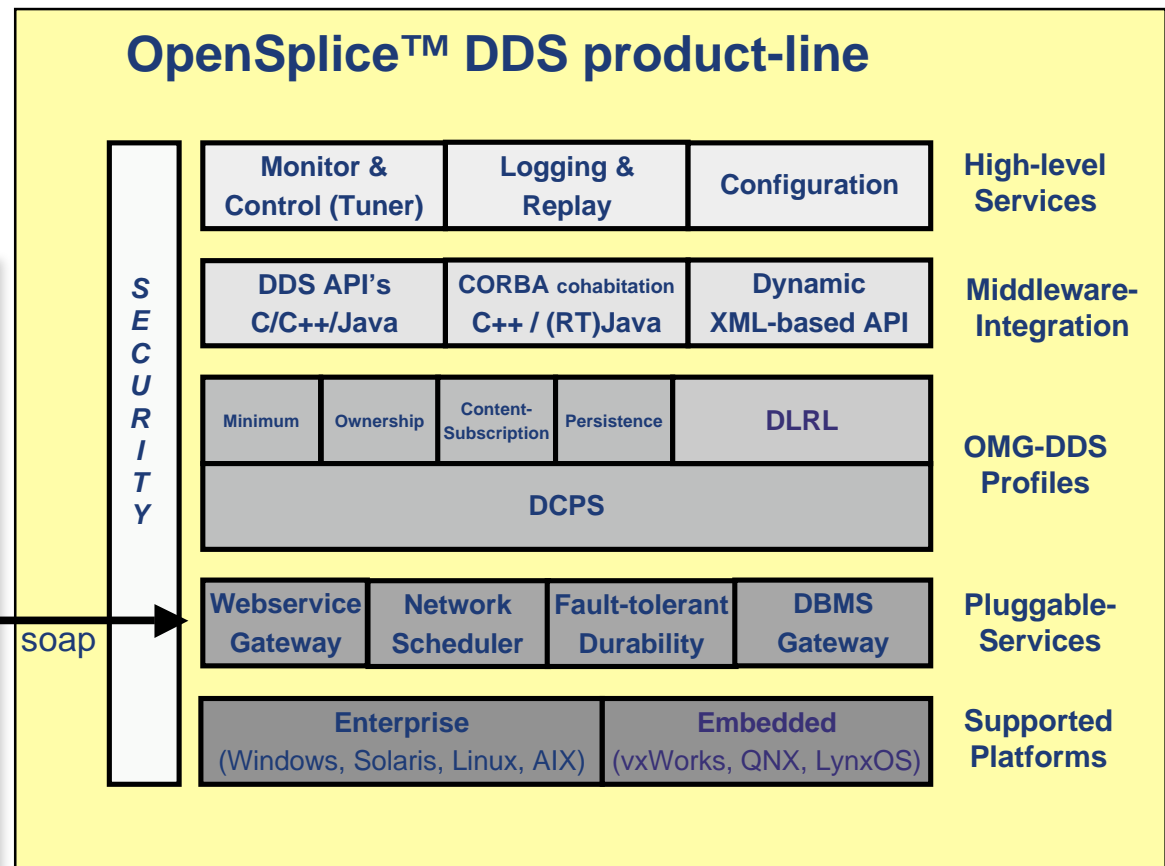 OpenSplice™ DDS product-line
SECURITY
Monitor &
Control (Tuner)
Logging &
Replay
Configuration
High-level
Services
DDS API's
C/C++/Java
CORBA cohabitation
C++ / (RT)Java
Dynamic
XML-based API
Middleware-
Integration
Minimum
Ownership
Content-
Subscription
Persistence
DLRL
DCPS
OMG-DDS
Profiles
soap
Webservice
Gateway
Network
Scheduler
Fault-tolerant
Durability
DBMS
Gateway
Pluggable-
Services
Enterprise
(Windows, Solaris, Linux, AIX)
Embedded
(vxWorks, QNX, LynxOS)
Supported
Platforms